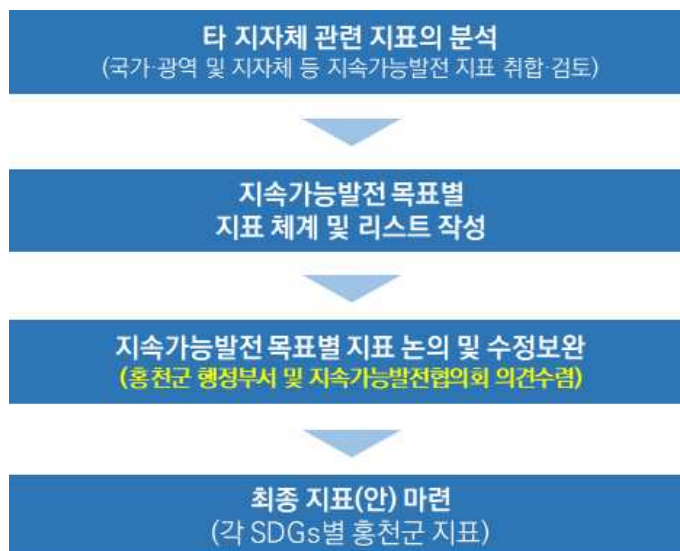 타 지자체 관련 지표의 분석
(국가·광역 및 지자체 등 지속가능발전 지표 취합·검토)
지속가능발전 목표별
지표 체계 및 리스트 작성
지속가능발전 목표별 지표 논의 및 수정보완
(홍천군 행정부서 및 지속가능발전협의회 의견수렴)
최종 지표(안) 마련
(각 SDGs별 홍천군 지표)